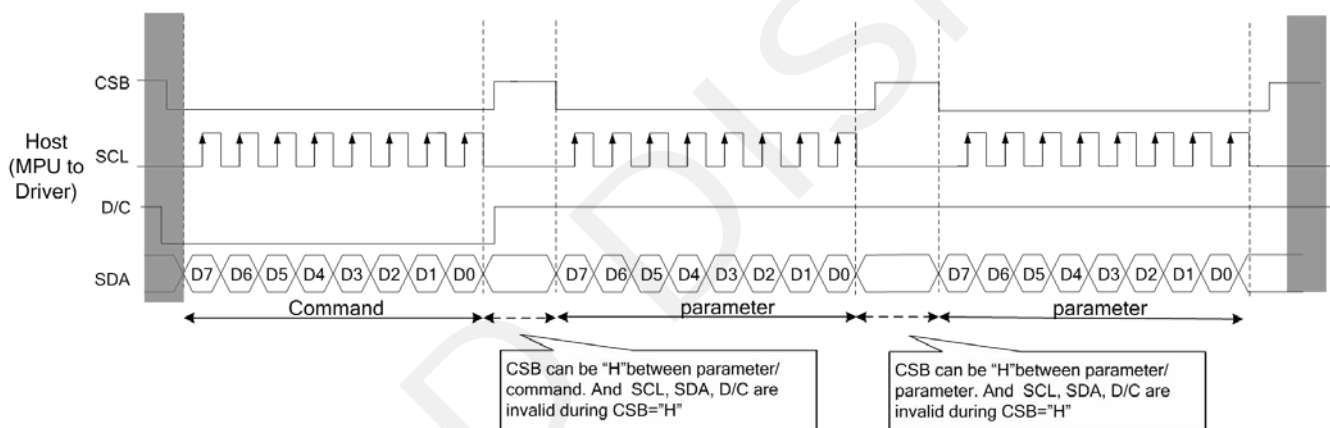 CSB
Host
(MPU to
Driver)
SCL
D/C
SDA
D7 D6 D5 D4 D3 D2 D1 D0 D7 D6 D5 D4 D3 D2 D1 D0 D7 D6 D5 D4 D3 D2 D1 D0
Command parameter parameter
CSB can be “H”between parameter/
command. And SCL, SDA, D/C are
invalid during CSB=”H”
CSB can be “H”between parameter/
parameter. And SCL, SDA, D/C are
invalid during CSB=”H”